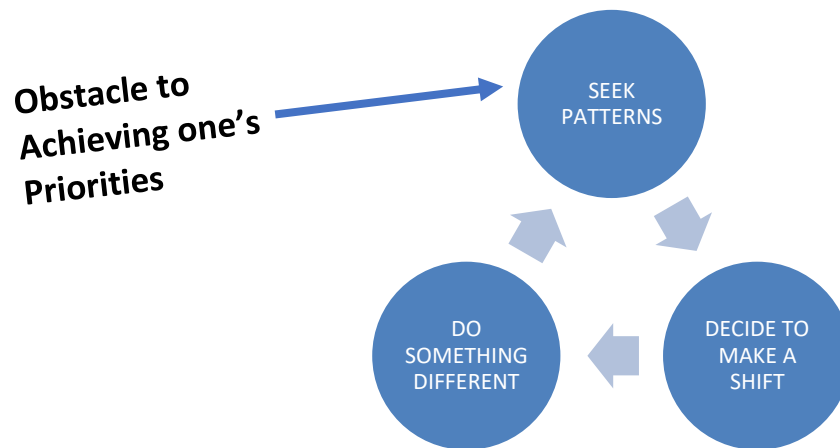 Obstacle to
Achieving one's
Priorities
SEEK
PATTERNS
DECIDE TO
MAKE A
SHIFT
DO
SOMETHING
DIFFERENT